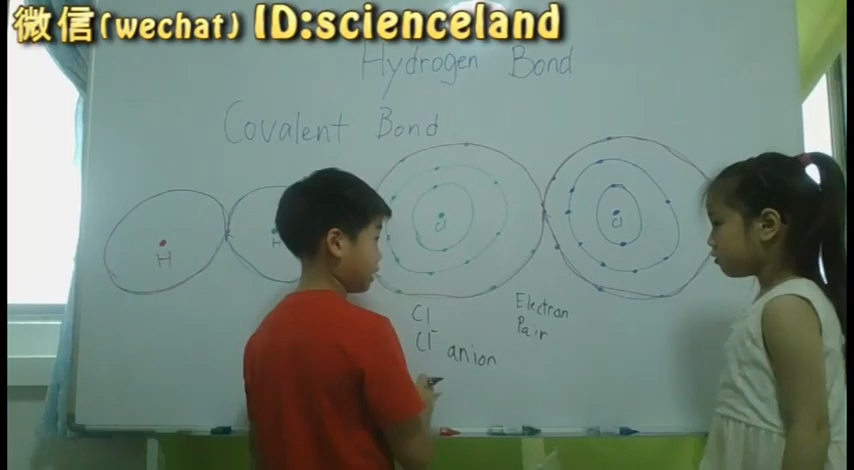 微信(wechat) ID:scienceland
Hydrogen Bond
Covalent Bond
H
H
Cl
Cl
Cl
Cl⁻ anion
Electron
Pair